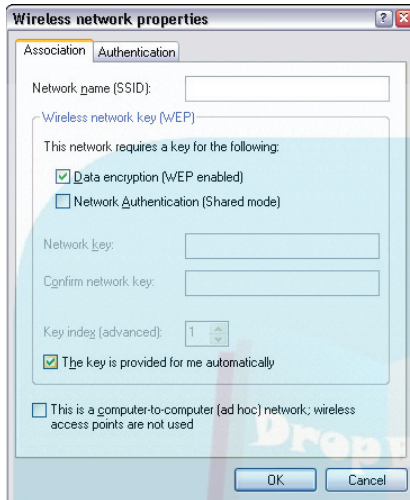 Wireless network properties
Association Authentication
Network name (SSID):
Wireless network key (WEP)
This network requires a key for the following:
Data encryption (WEP enabled)
Network Authentication (Shared mode)
Network key:
Confirm network key:
Key index (advanced): 1
The key is provided for me automatically
This is a computer-to-computer (ad hoc) network; wireless
access points are not used
OK Cancel